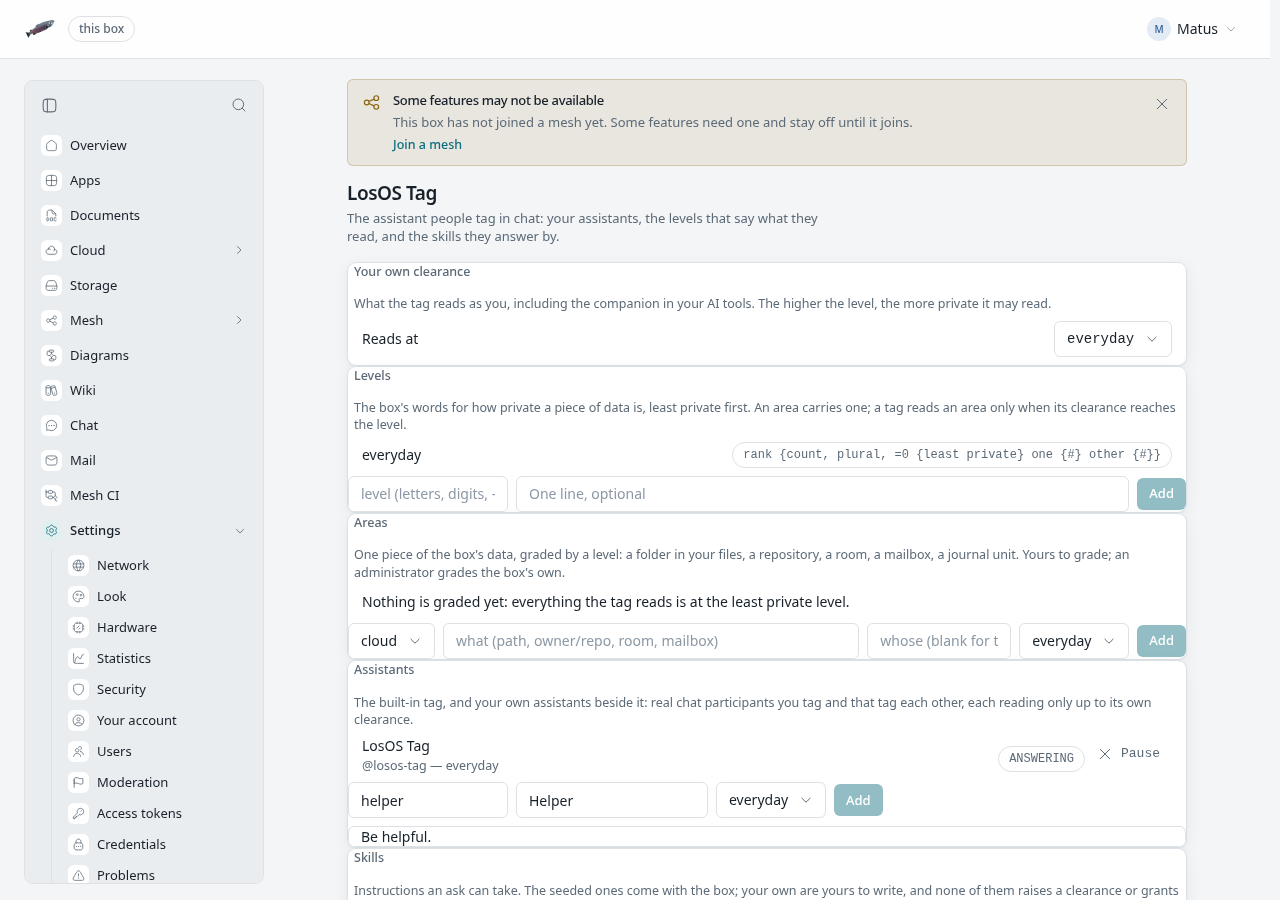 this box
M Matus
Some features may not be available
This box has not joined a mesh yet. Some features need one and stay off until it joins.
Join a mesh
Overview
Apps
Documents
Cloud
Storage
Mesh
Diagrams
Wiki
Chat
Mail
Mesh CI
Settings
Network
Look
Hardware
Statistics
Security
Your account
Users
Moderation
Access tokens
Credentials
Problems
LosOS Tag
The assistant people tag in chat: your assistants, the levels that say what they
read, and the skills they answer by.
Your own clearance
What the tag reads as you, including the companion in your AI tools. The higher the level, the more private it may read.
Reads at everyday
Levels
The box's words for how private a piece of data is, least private first. An area carries one; a tag reads an area only when its clearance reaches
the level.
everyday rank {count, plural, =0 {least private} one {#} other {#}}
level (letters, digits, - One line, optional Add
Areas
One piece of the box's data, graded by a level: a folder in your files, a repository, a room, a mailbox, a journal unit. Yours to grade; an
administrator grades the box's own.
Nothing is graded yet: everything the tag reads is at the least private level.
cloud what (path, owner/repo, room, mailbox) whose (blank for t everyday Add
Assistants
The built-in tag, and your own assistants beside it: real chat participants you tag and that tag each other, each reading only up to its own
clearance.
LosOS Tag
@losos-tag — everyday ANSWERING Pause
helper Helper everyday Add
Be helpful.
Skills
Instructions an ask can take. The seeded ones come with the box; your own are yours to write, and none of them raises a clearance or grants